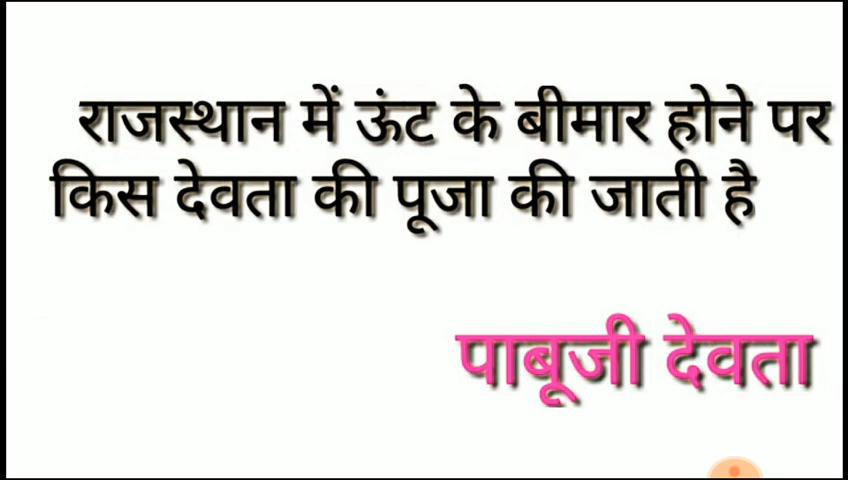 राजस्थान में ऊंट के बीमार होने पर
किस देवता की पूजा की जाती है
पाबूजी देवता